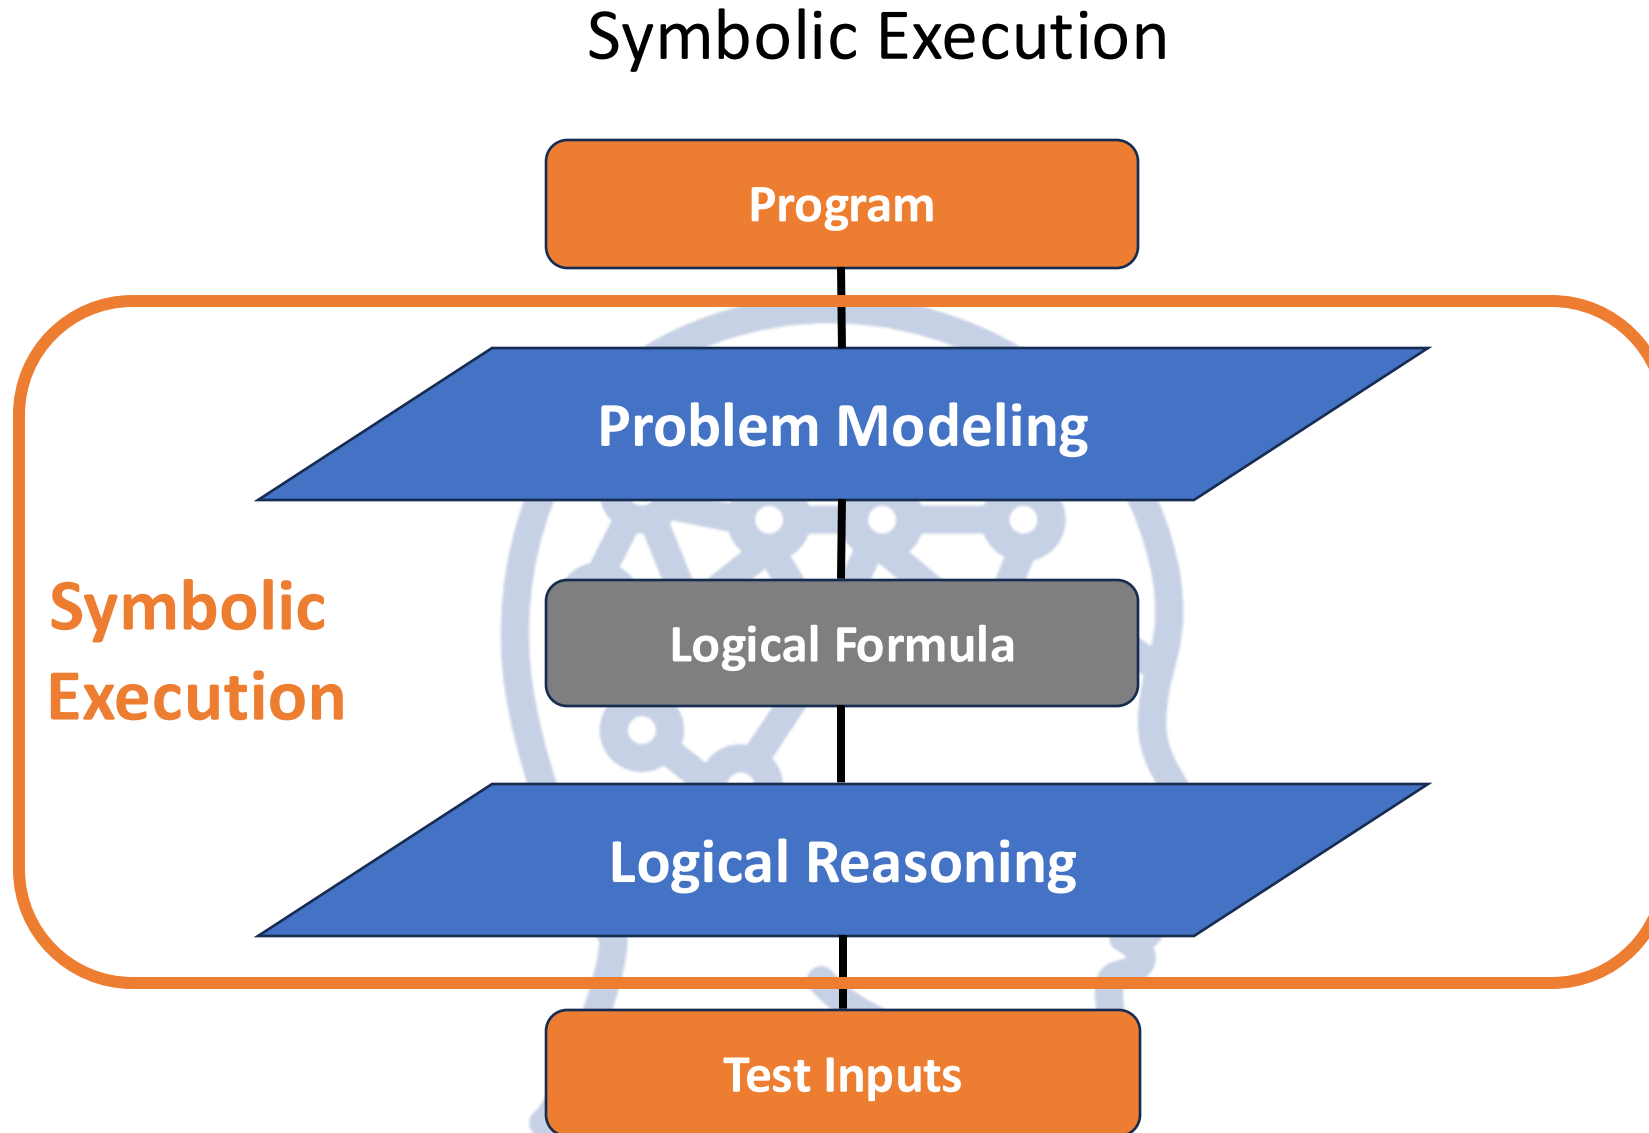 Symbolic Execution
Program
Problem Modeling
Symbolic
Execution
Logical Formula
Logical Reasoning
Test Inputs